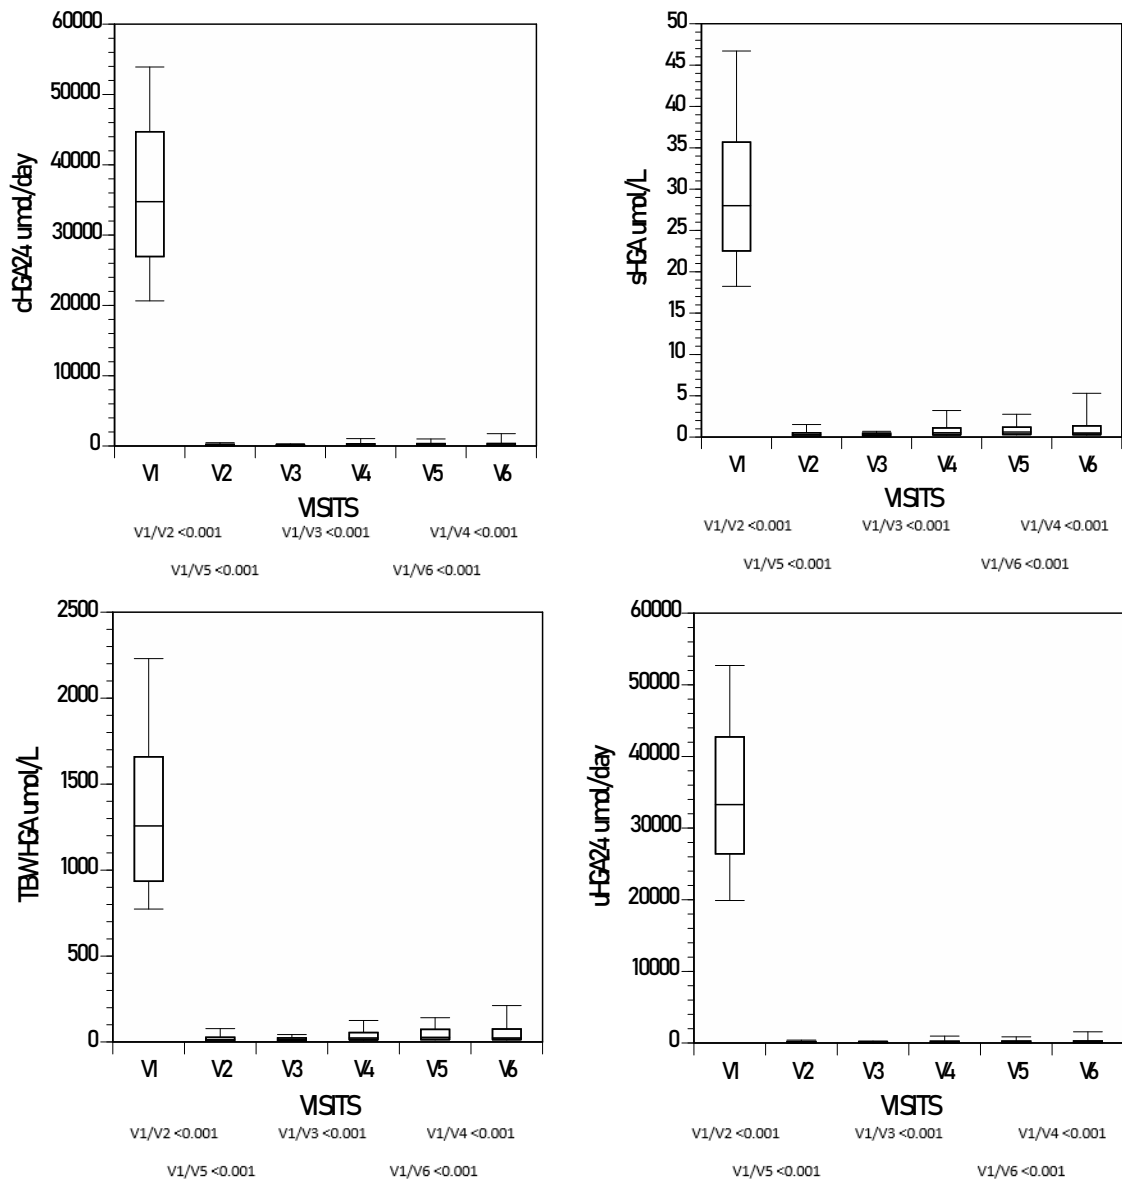 60000
50000
40000
30000
20000
10000
0
cHGA24 umol/day
V1 V2 V3 V4 V5 V6
VISITS
V1/V2 <0.001 V1/V3 <0.001 V1/V4 <0.001
V1/V5 <0.001 V1/V6 <0.001
50
45
40
35
30
25
20
15
10
5
0
sHGA umol/L
V1 V2 V3 V4 V5 V6
VISITS
V1/V2 <0.001 V1/V3 <0.001 V1/V4 <0.001
V1/V5 <0.001 V1/V6 <0.001
2500
2000
1500
1000
500
0
TBWHGA umol/L
V1 V2 V3 V4 V5 V6
VISITS
V1/V2 <0.001 V1/V3 <0.001 V1/V4 <0.001
V1/V5 <0.001 V1/V6 <0.001
60000
50000
40000
30000
20000
10000
0
uHGA24 umol/day
V1 V2 V3 V4 V5 V6
VISITS
V1/V2 <0.001 V1/V3 <0.001 V1/V4 <0.001
V1/V5 <0.001 V1/V6 <0.001